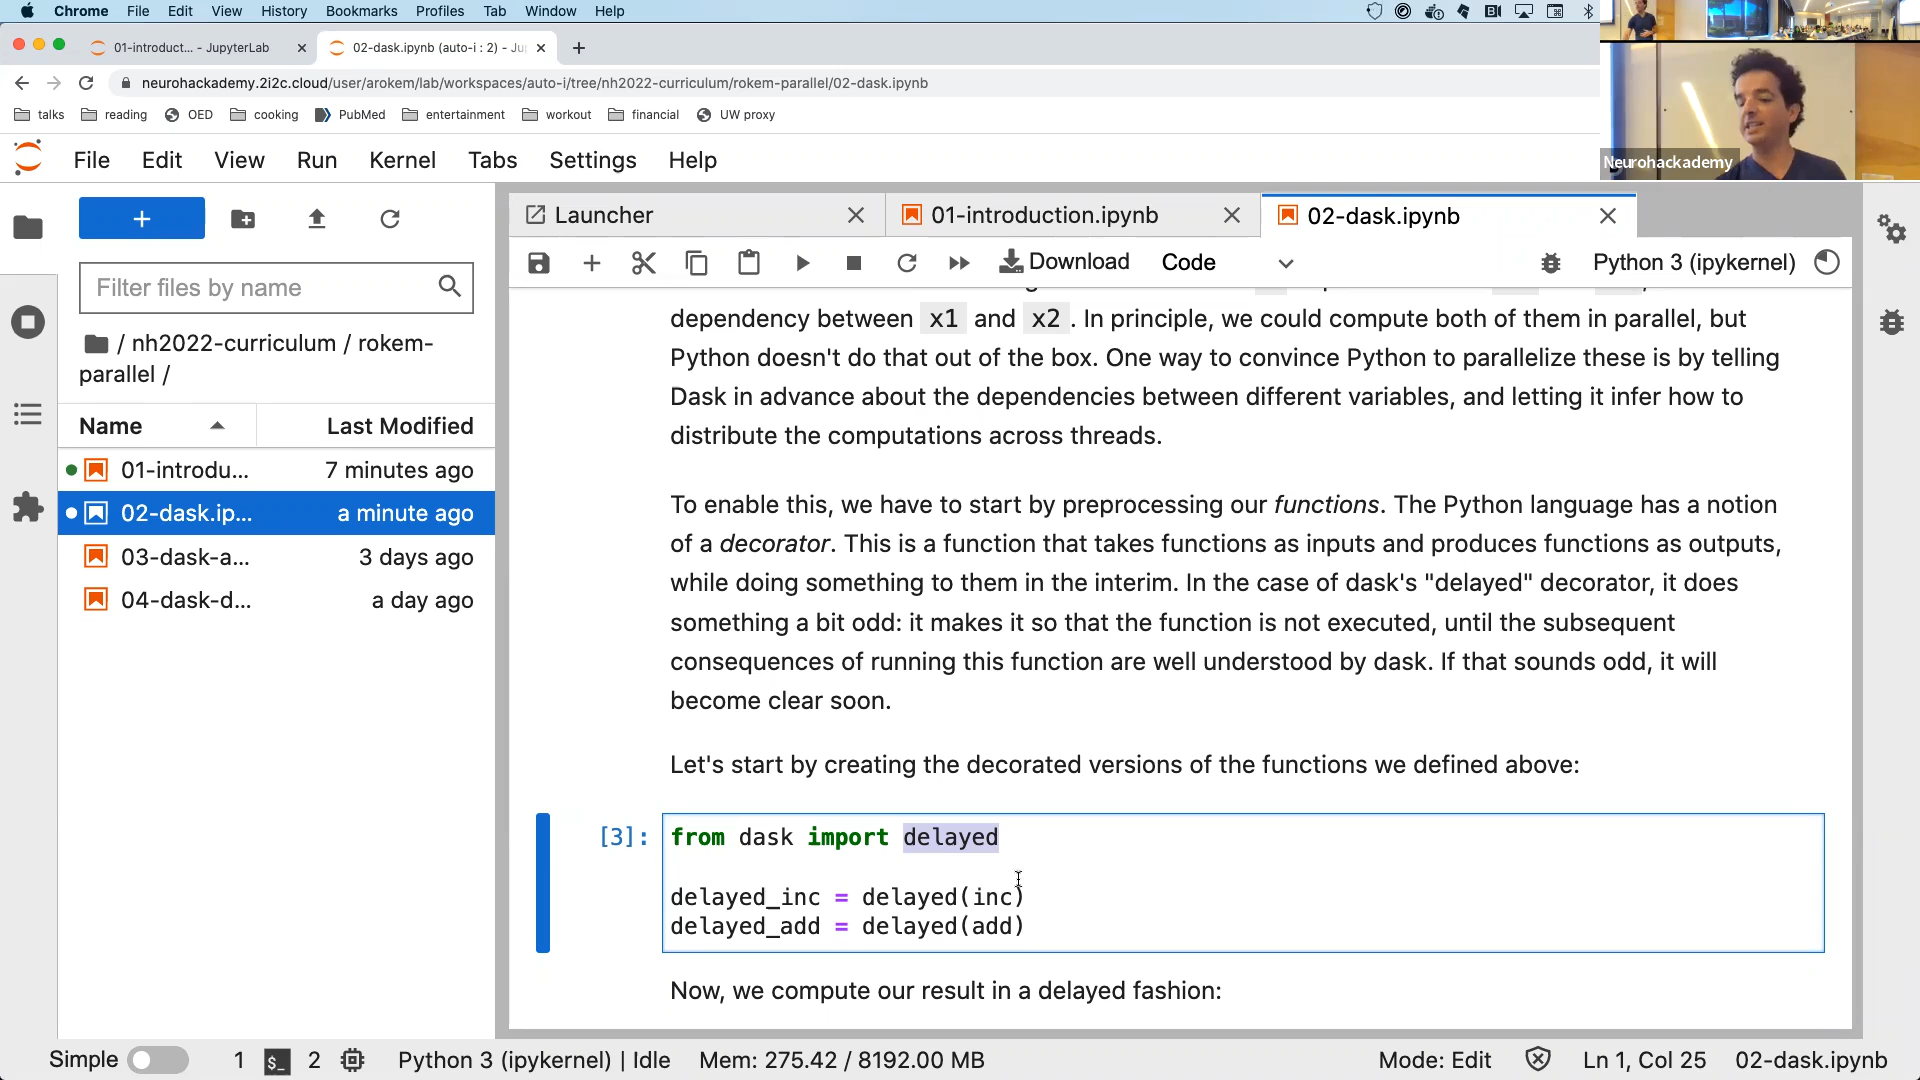 Chrome File Edit View History Bookmarks Profiles Tab Window Help
01-introduct... - JupyterLab
02-dask.ipynb (auto-i : 2) - Ju
neurohackademy.2i2c.cloud/user/arokem/lab/workspaces/auto-i/tree/nh2022-curriculum/rokem-parallel/02-dask.ipynb
talks reading OED cooking PubMed entertainment workout financial UW proxy
Neurohackademy
File Edit View Run Kernel Tabs Settings Help
Launcher 01-introduction.ipynb 02-dask.ipynb
Download Code Python 3 (ipykernel)
Filter files by name
/ nh2022-curriculum / rokem-
parallel /
Name Last Modified
01-introdu... 7 minutes ago
02-dask.ip... a minute ago
03-dask-a... 3 days ago
04-dask-d... a day ago
dependency between x1 and x2 . In principle, we could compute both of them in parallel, but
Python doesn't do that out of the box. One way to convince Python to parallelize these is by telling
Dask in advance about the dependencies between different variables, and letting it infer how to
distribute the computations across threads.
To enable this, we have to start by preprocessing our functions. The Python language has a notion
of a decorator. This is a function that takes functions as inputs and produces functions as outputs,
while doing something to them in the interim. In the case of dask's "delayed" decorator, it does
something a bit odd: it makes it so that the function is not executed, until the subsequent
consequences of running this function are well understood by dask. If that sounds odd, it will
become clear soon.
Let's start by creating the decorated versions of the functions we defined above:
[3]: from dask import delayed
delayed_inc = delayed(inc)
delayed_add = delayed(add)
Now, we compute our result in a delayed fashion:
Simple 1 $_ 2 Python 3 (ipykernel) | Idle Mem: 275.42 / 8192.00 MB Mode: Edit Ln 1, Col 25 02-dask.ipynb